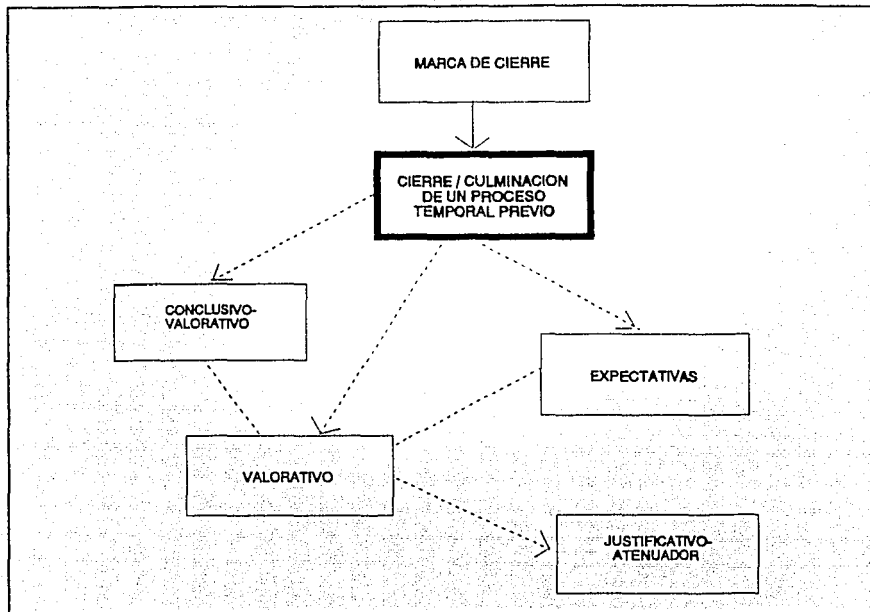 MARCA DE CIERRE
CIERRE / CULMINACION
DE UN PROCESO
TEMPORAL PREVIO
CONCLUSIVO-
VALORATIVO
EXPECTATIVAS
VALORATIVO
JUSTIFICATIVO-
ATENUADOR